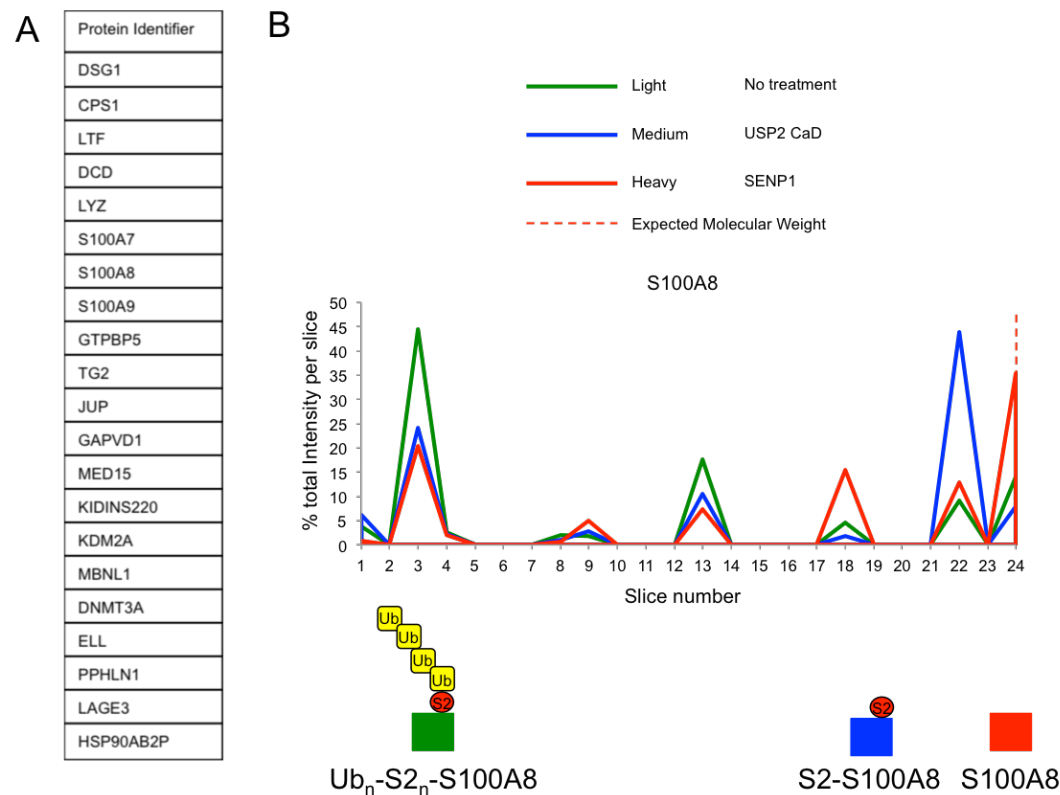 A
Protein Identifier
DSG1
CPS1
LTF
DCD
LYZ
S100A7
S100A8
S100A9
GTPBP5
TG2
JUP
GAPVD1
MED15
KIDINS220
KDM2A
MBNL1
DNMT3A
ELL
PPHLN1
LAGE3
HSP90AB2P
B
Light No treatment
Medium USP2 CaD
Heavy SENP1
Expected Molecular Weight
S100A8
% total Intensity per slice
50
45
40
35
30
25
20
15
10
5
0
1 2 3 4 5 6 7 8 9 10 11 12 13 14 15 16 17 18 19 20 21 22 23 24
Slice number
Ub
Ub
Ub
Ub
S2
S2
Ubn-S2n-S100A8 S2-S100A8 S100A8